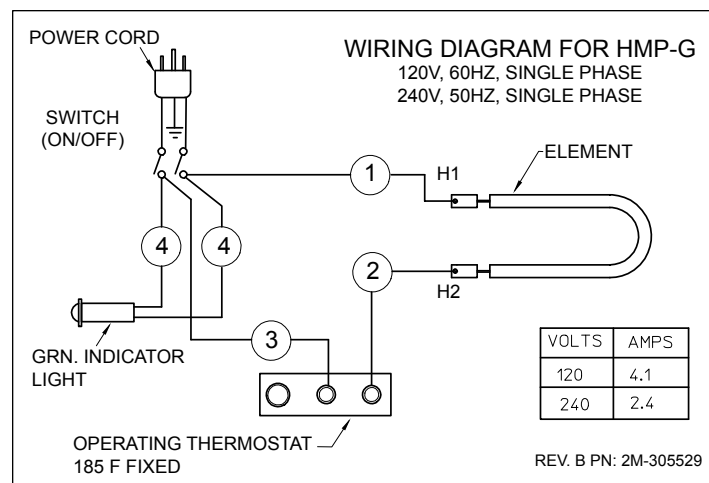 POWER CORD
WIRING DIAGRAM FOR HMP-G
120V, 60HZ, SINGLE PHASE
240V, 50HZ, SINGLE PHASE
SWITCH
(ON/OFF)
ELEMENT
H1
1
4
4
2
H2
3
GRN. INDICATOR
LIGHT
VOLTS AMPS
120 4.1
240 2.4
OPERATING THERMOSTAT
185 F FIXED
REV. B PN: 2M-305529